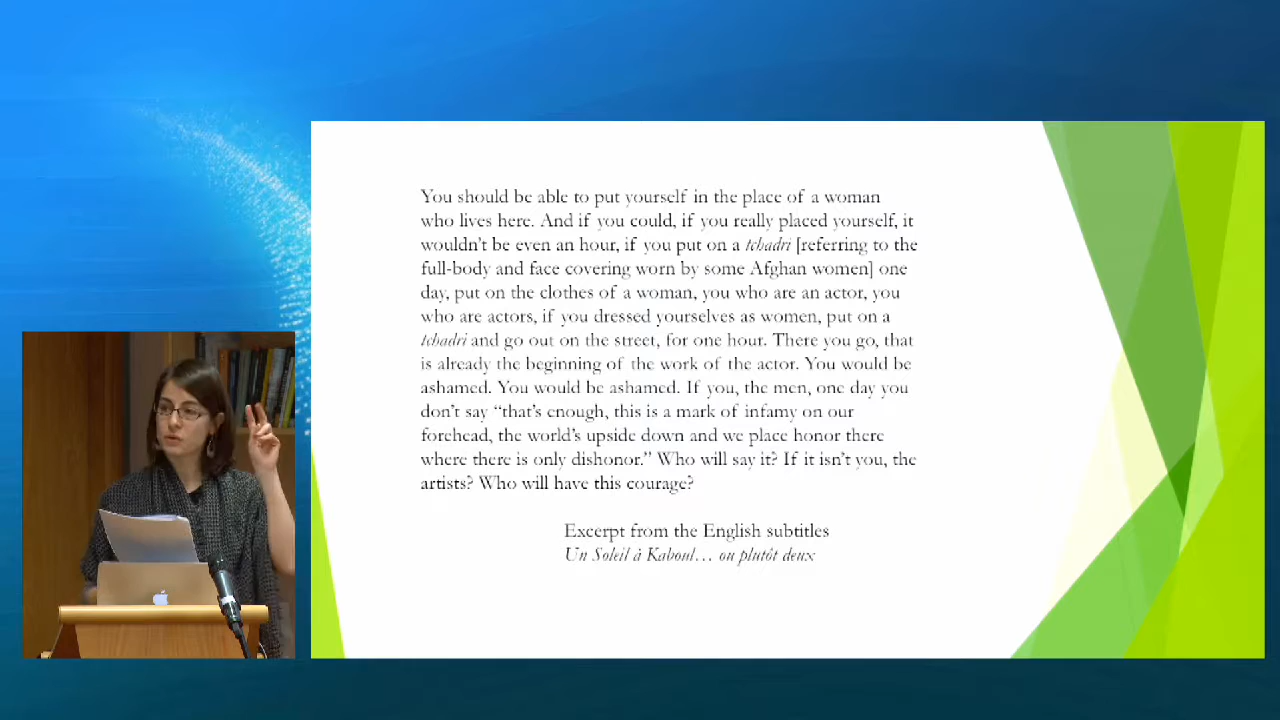 You should be able to put yourself in the place of a woman
who lives here. And if you could, if you really placed yourself, it
wouldn't be even an hour, if you put on a tchadri [referring to the
full-body and face covering worn by some Afghan women] one
day, put on the clothes of a woman, you who are an actor, you
who are actors, if you dressed yourselves as women, put on a
tchadri and go out on the street, for one hour. There you go, that
is already the beginning of the work of the actor. You would be
ashamed. You would be ashamed. If you, the men, one day you
don't say “that's enough, this is a mark of infamy on our
forehead, the world's upside down and we place honor there
where there is only dishonor.” Who will say it? If it isn't you, the
artists? Who will have this courage?
Excerpt from the English subtitles
Un Soleil à Kaboul… ou plutôt deux